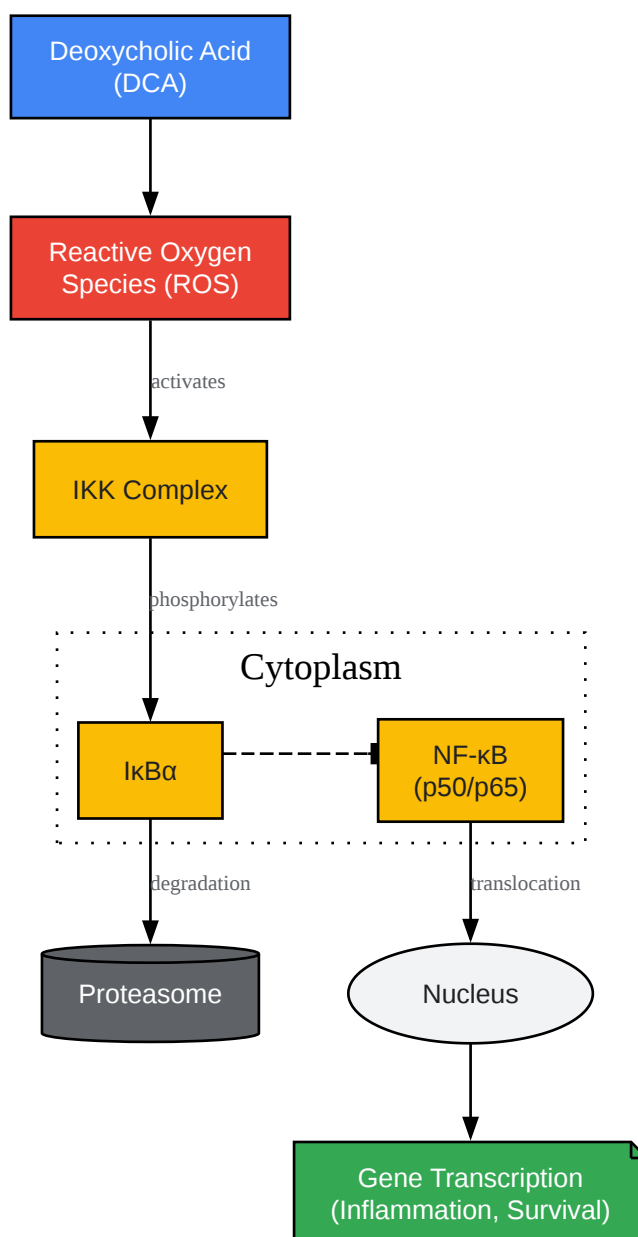 Deoxycholic Acid
(DCA)
Reactive Oxygen
Species (ROS)
activates
IKK Complex
phosphorylates
Cytoplasm
IκBα
NF-κB
(p50/p65)
degradation
translocation
Proteasome
Nucleus
Gene Transcription
(Inflammation, Survival)